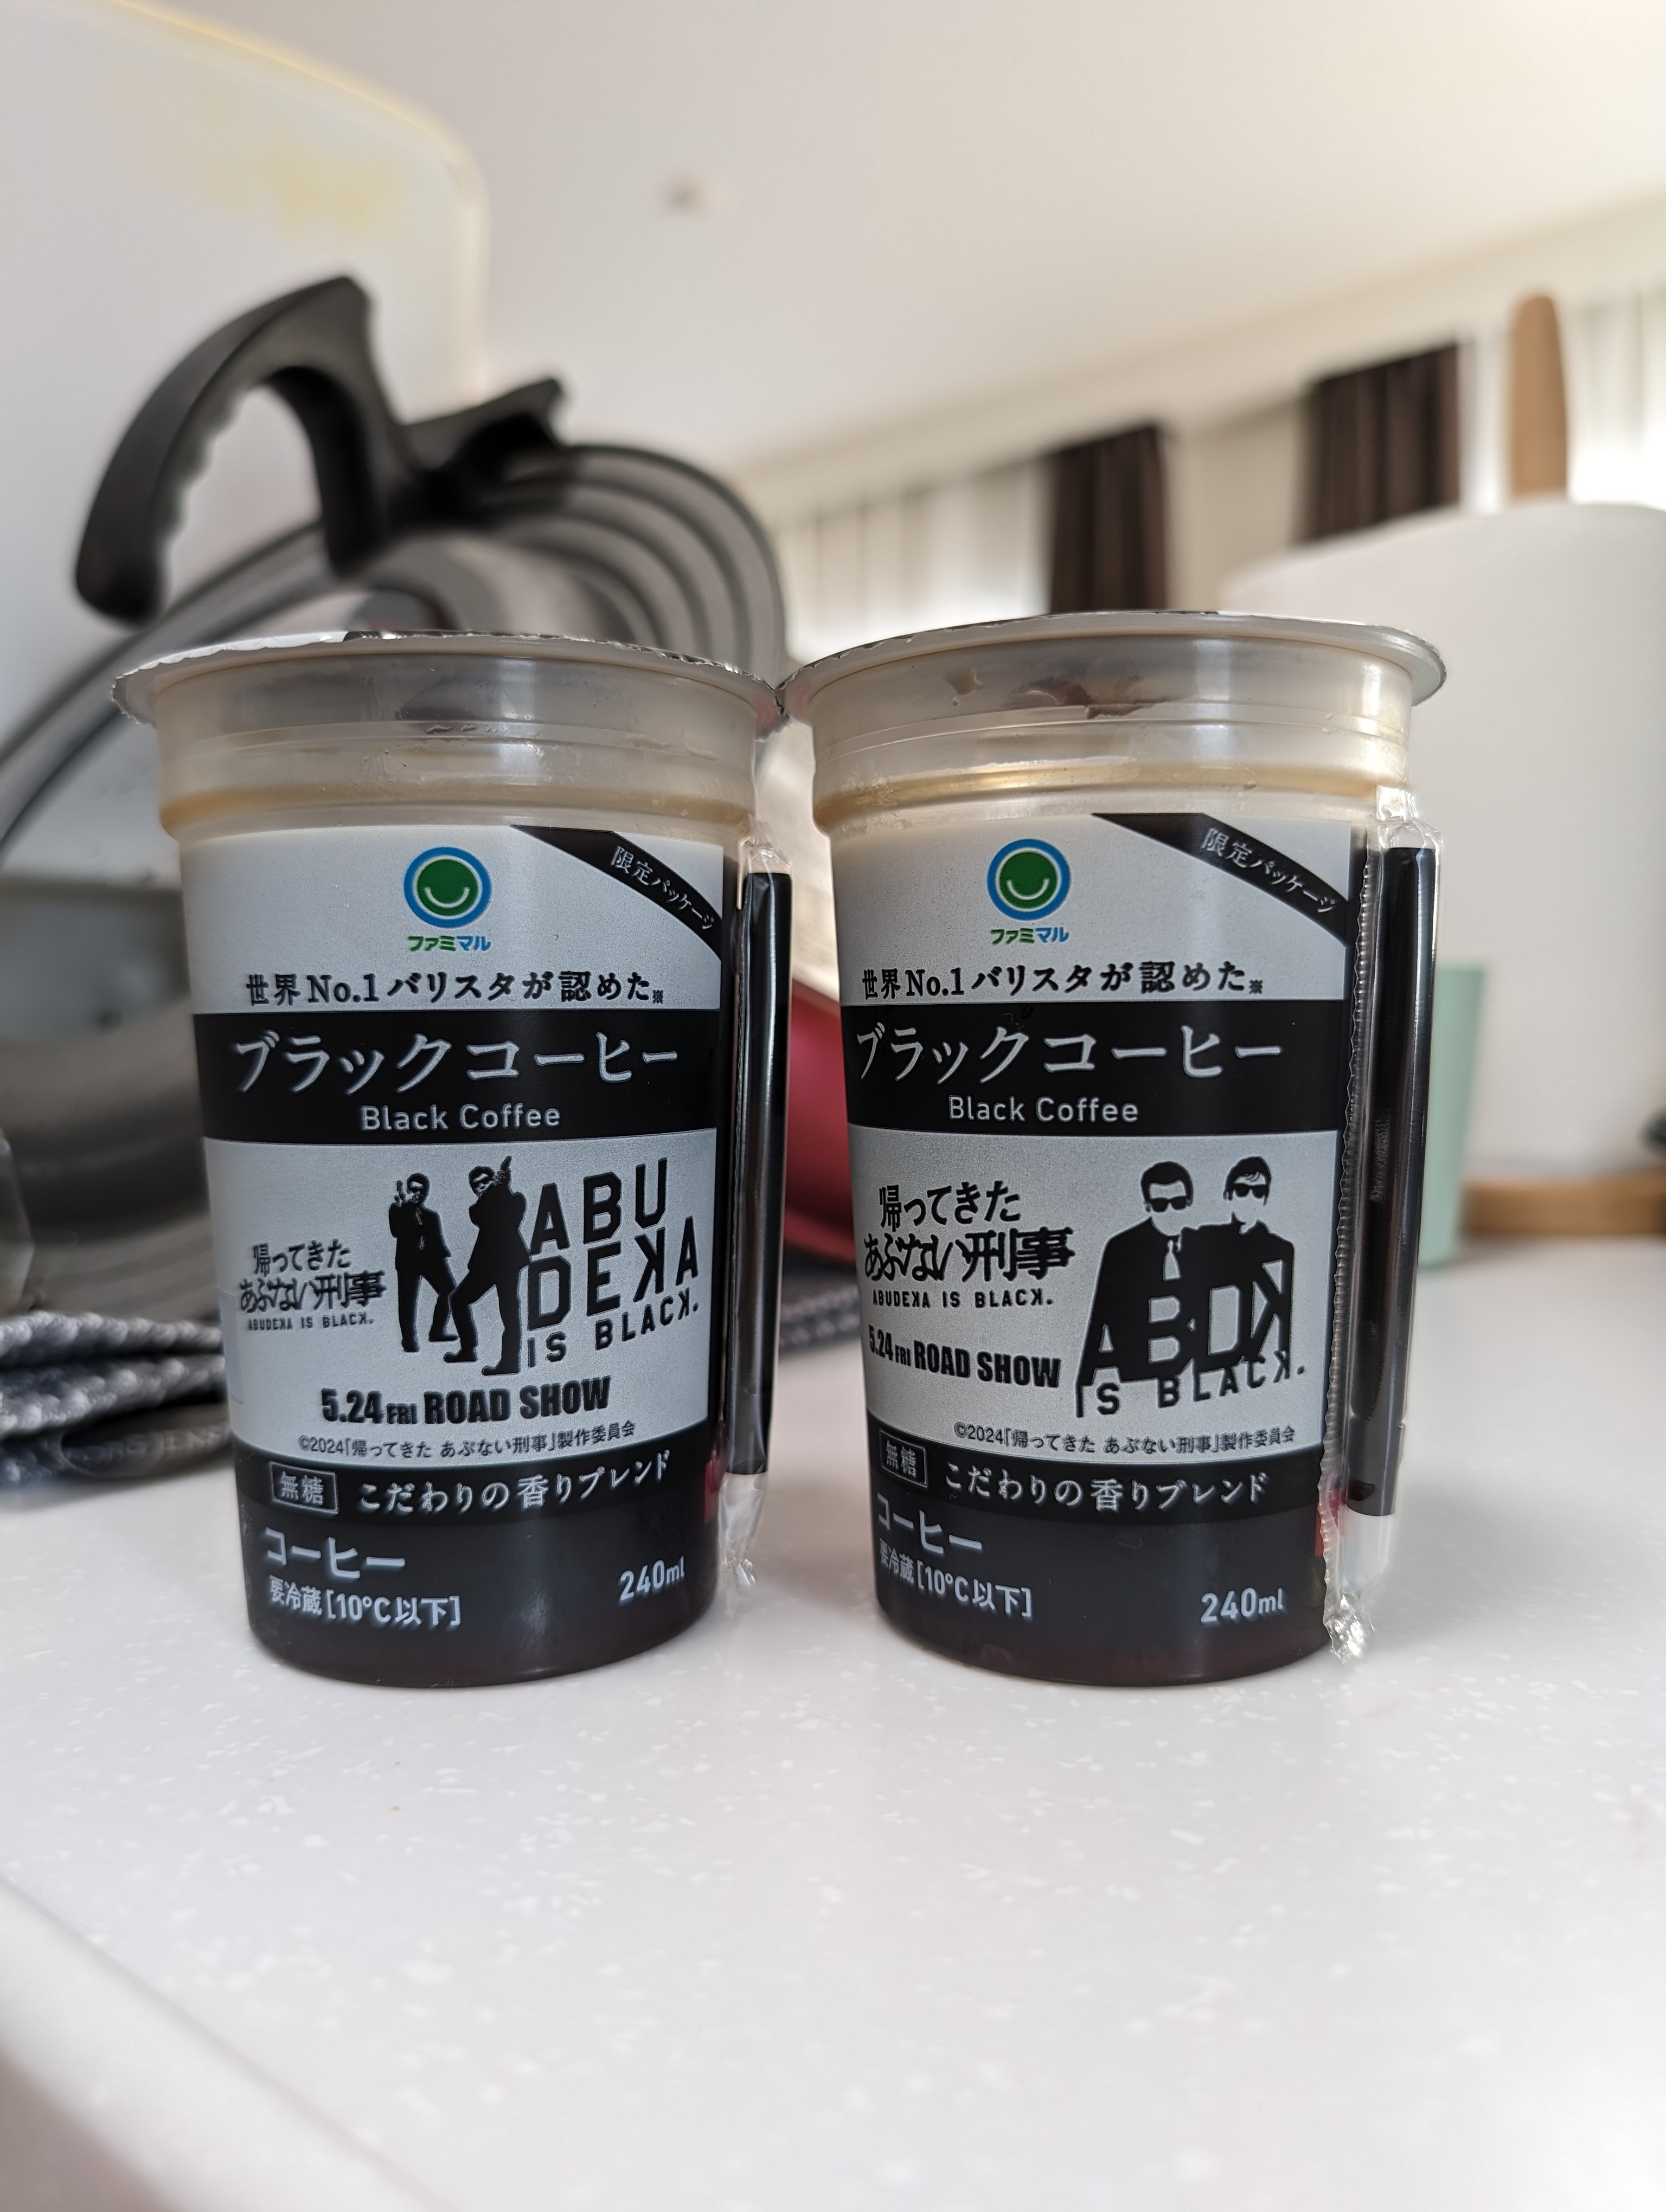 限定パッケージ
ファミマル
世界No.1バリスタが認めた※
ブラックコーヒー
Black Coffee
帰ってきた
あぶない刑事
ABUDEKA IS BLACK.
ABU
DEKA
IS BLACK.
5.24 FRI ROAD SHOW
©2024「帰ってきた あぶない刑事」製作委員会
無糖 こだわりの香りブレンド
コーヒー
要冷蔵[10℃以下]
240ml
限定パッケージ
ファミマル
世界No.1バリスタが認めた※
ブラックコーヒー
Black Coffee
帰ってきた
あぶない刑事
ABUDEKA IS BLACK.
5.24 FRI ROAD SHOW
ABDK
IS BLACK.
©2024「帰ってきた あぶない刑事」製作委員会
無糖 こだわりの香りブレンド
コーヒー
要冷蔵[10℃以下]
240ml